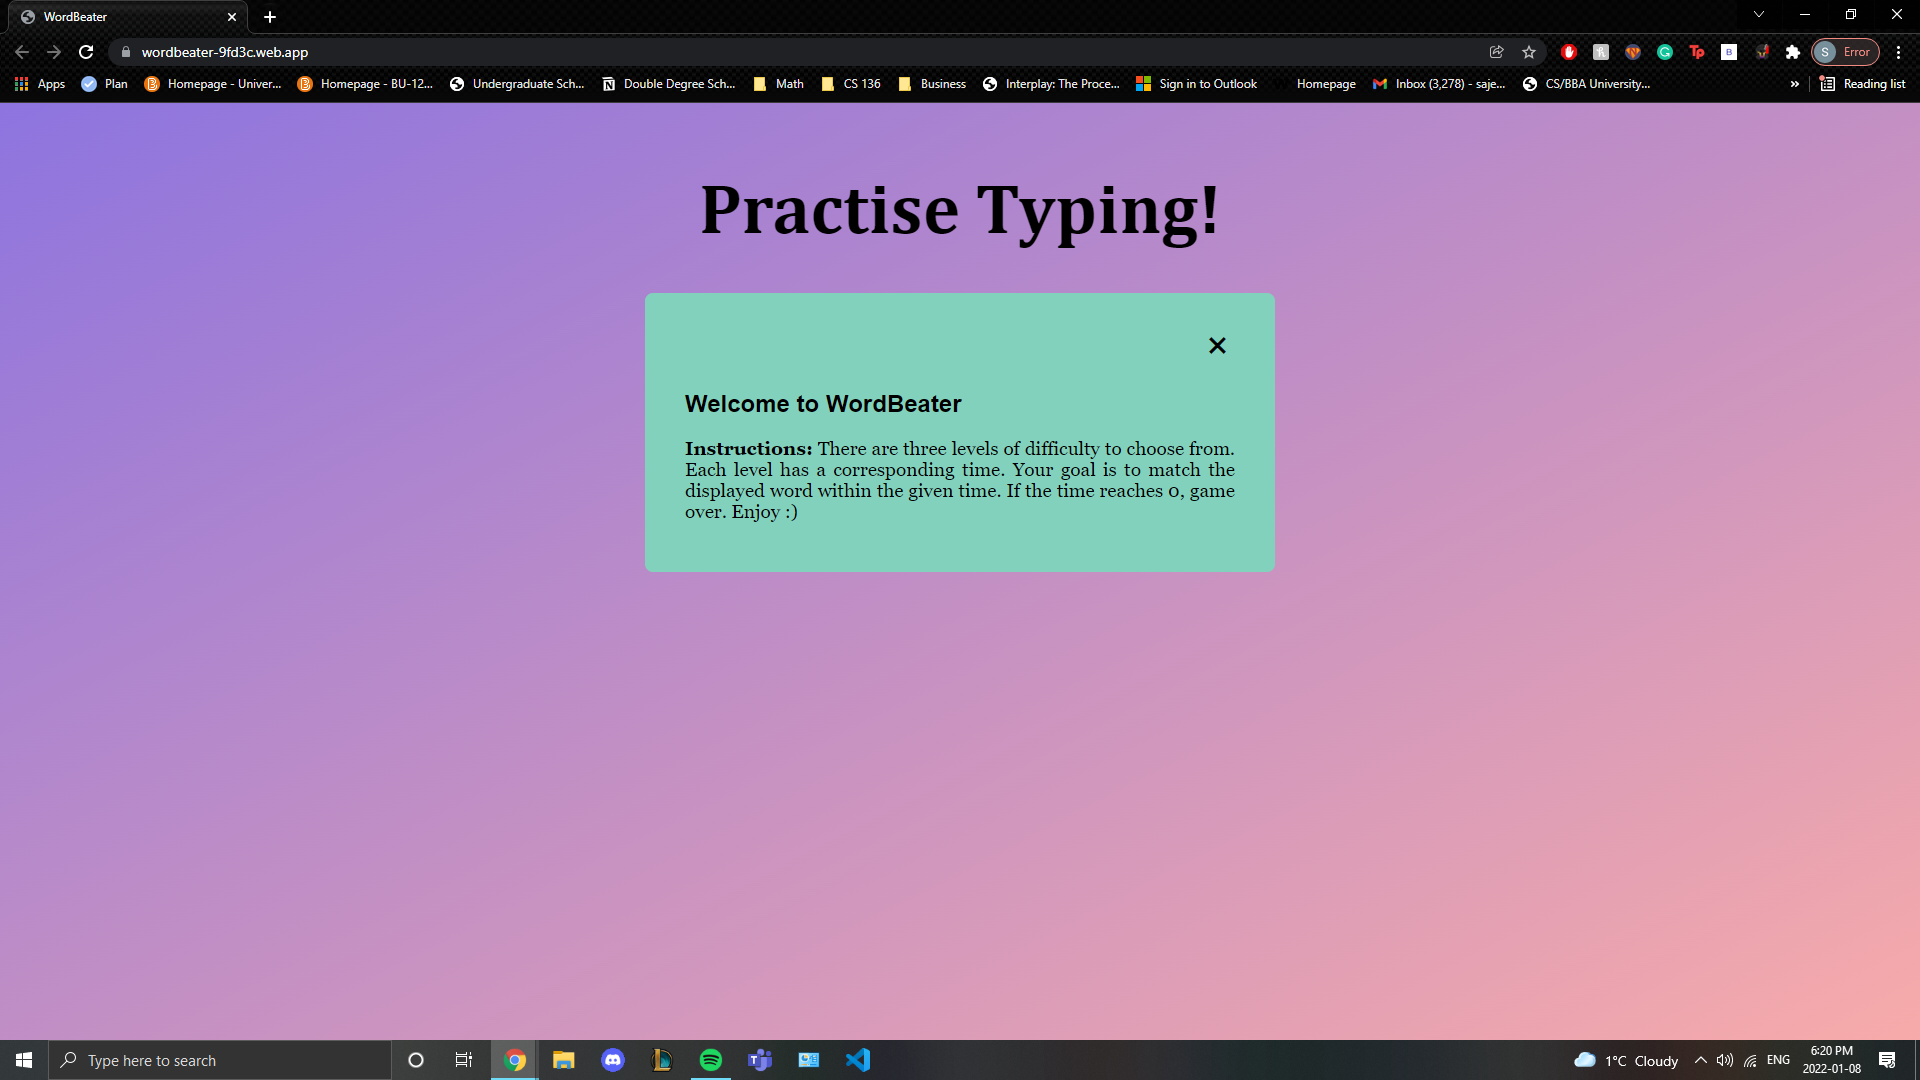 WordBeater
wordbeater-9fd3c.web.app
S Error
Apps Plan Homepage - Univer... Homepage - BU-12... Undergraduate Sch... Double Degree Sch... Math CS 136 Business Interplay: The Proce... Sign in to Outlook Homepage Inbox (3,278) - saje... CS/BBA University... » Reading list
Practise Typing!
Welcome to WordBeater
Instructions: There are three levels of difficulty to choose from.
Each level has a corresponding time. Your goal is to match the
displayed word within the given time. If the time reaches 0, game
over. Enjoy :)
Type here to search
1°C Cloudy
ENG
6:20 PM
2022-01-08